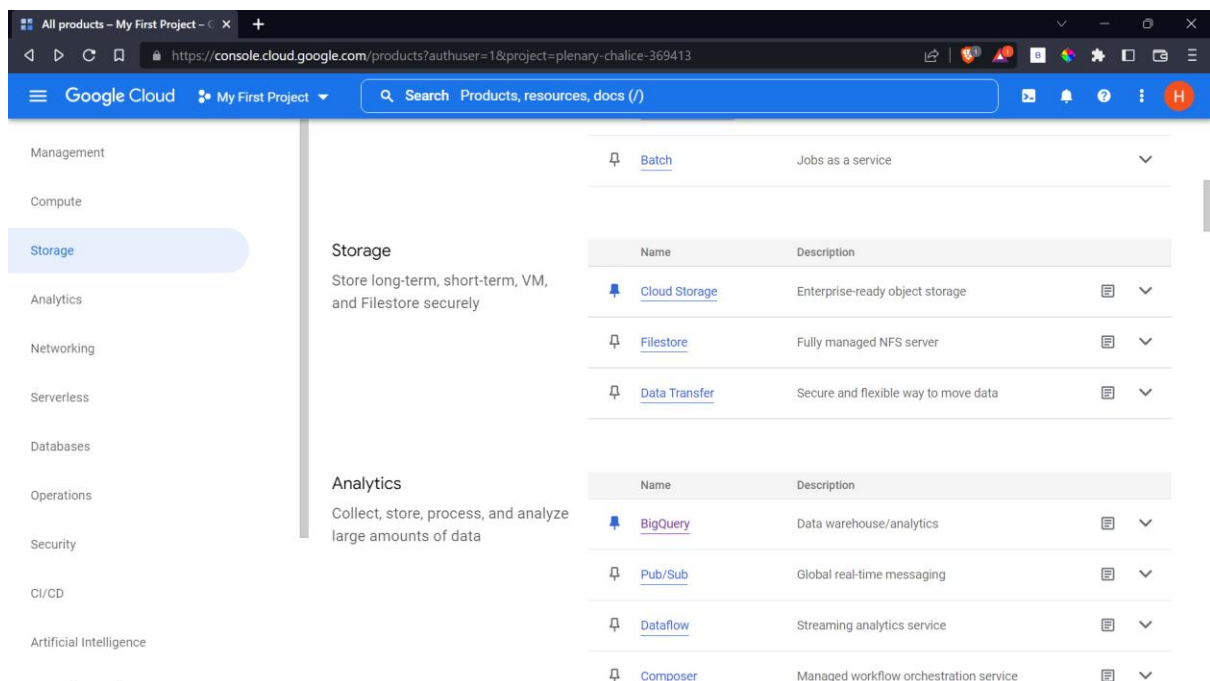 All products – My First Project – G
https://console.cloud.google.com/products?authuser=1&project=plenary-chalice-369413
B
Google Cloud
My First Project
Search Products, resources, docs (/)
H
Management
Compute
Storage
Analytics
Networking
Serverless
Databases
Operations
Security
CI/CD
Artificial Intelligence
Batch Jobs as a service
Storage
Store long-term, short-term, VM,
and Filestore securely
Name Description
Cloud Storage Enterprise-ready object storage
Filestore Fully managed NFS server
Data Transfer Secure and flexible way to move data
Analytics
Collect, store, process, and analyze
large amounts of data
Name Description
BigQuery Data warehouse/analytics
Pub/Sub Global real-time messaging
Dataflow Streaming analytics service
Composer Managed workflow orchestration service